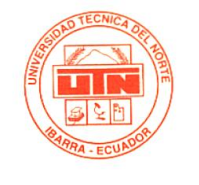 UNIVERSIDAD TECNICA DEL NORTE
UTN
IBARRA - ECUADOR